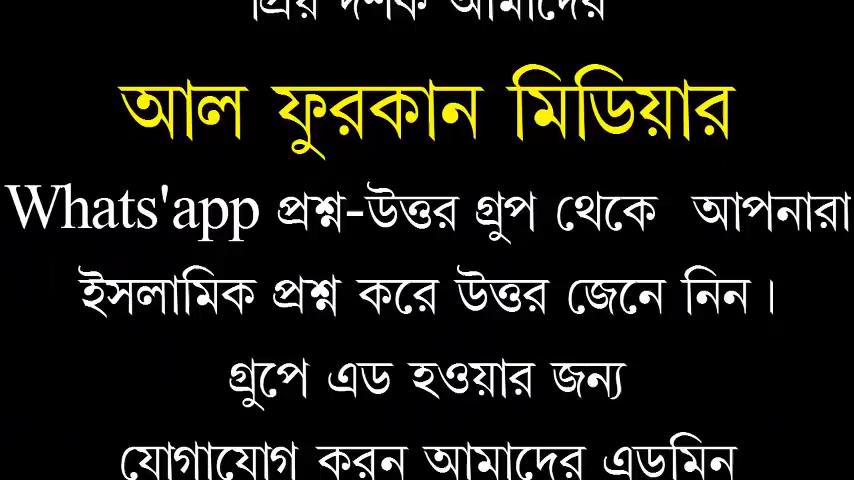 প্রিয় দর্শক আমাদের
আল ফুরকান মিডিয়ার
Whats'app প্রশ্ন-উত্তর গ্রুপ থেকে আপনারা
ইসলামিক প্রশ্ন করে উত্তর জেনে নিন।
গ্রুপে এড হওয়ার জন্য
যোগাযোগ করন আমাদের এডমিন